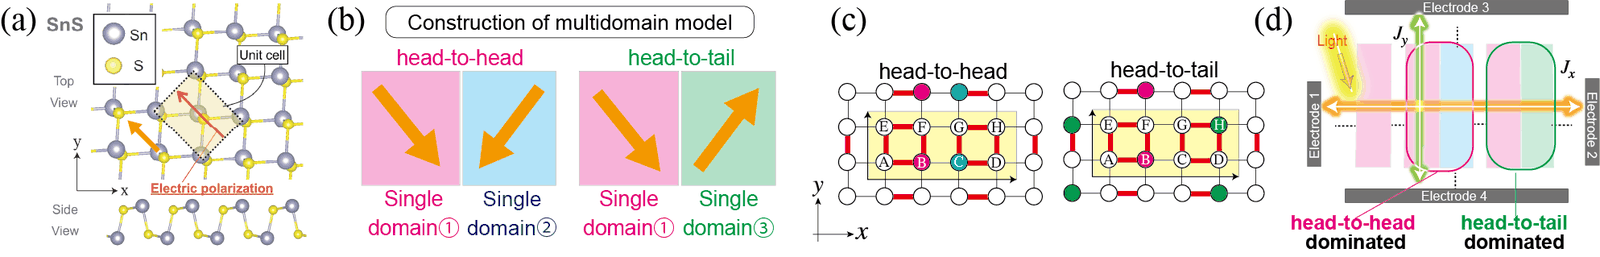 (a)
SnS
Sn
S
Unit cell
Top
View
y
x
Electric polarization
Side
View
(b)
Construction of multidomain model
head-to-head
head-to-tail
Single
domain①
Single
domain②
Single
domain①
Single
domain③
(c)
head-to-head
E F G H
A B C D
y
x
head-to-tail
E F G H
A B C D
(d)
Electrode 3
Light
Jy
Jx
Electrode 1
Electrode 2
Electrode 4
head-to-head
dominated
head-to-tail
dominated